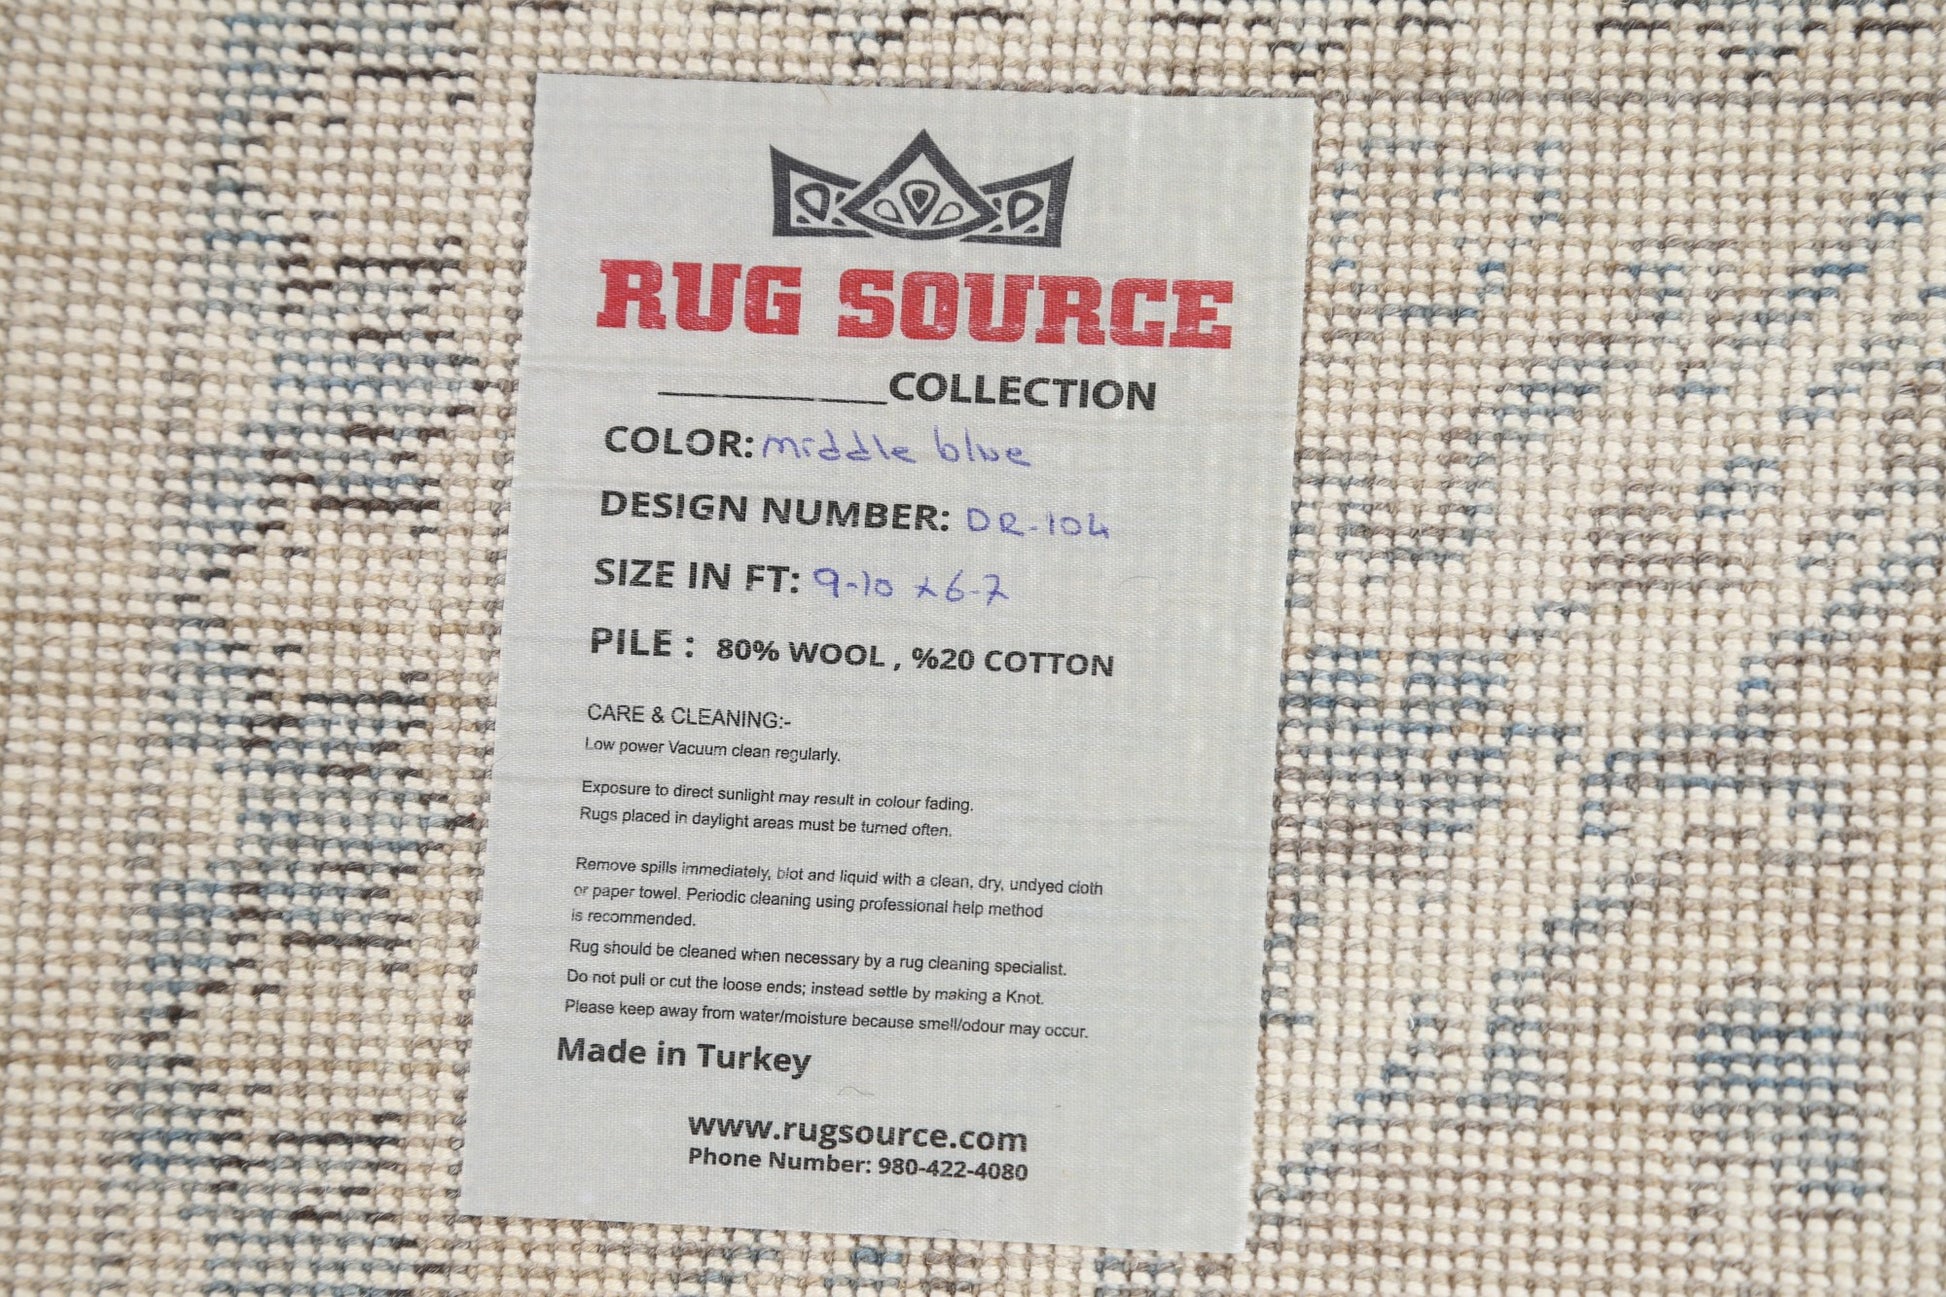 RUG SOURCE
____________COLLECTION
COLOR: middle blue
DESIGN NUMBER: DR-104
SIZE IN FT: 9-10 x 6-7
PILE : 80% WOOL , %20 COTTON
CARE & CLEANING:-
Low power Vacuum clean regularly.
Exposure to direct sunlight may result in colour fading.
Rugs placed in daylight areas must be turned often.
Remove spills immediately, blot and liquid with a clean, dry, undyed cloth
or paper towel. Periodic cleaning using professional help method
is recommended.
Rug should be cleaned when necessary by a rug cleaning specialist.
Do not pull or cut the loose ends; instead settle by making a Knot.
Please keep away from water/moisture because smell/odour may occur.
Made in Turkey
www.rugsource.com
Phone Number: 980-422-4080